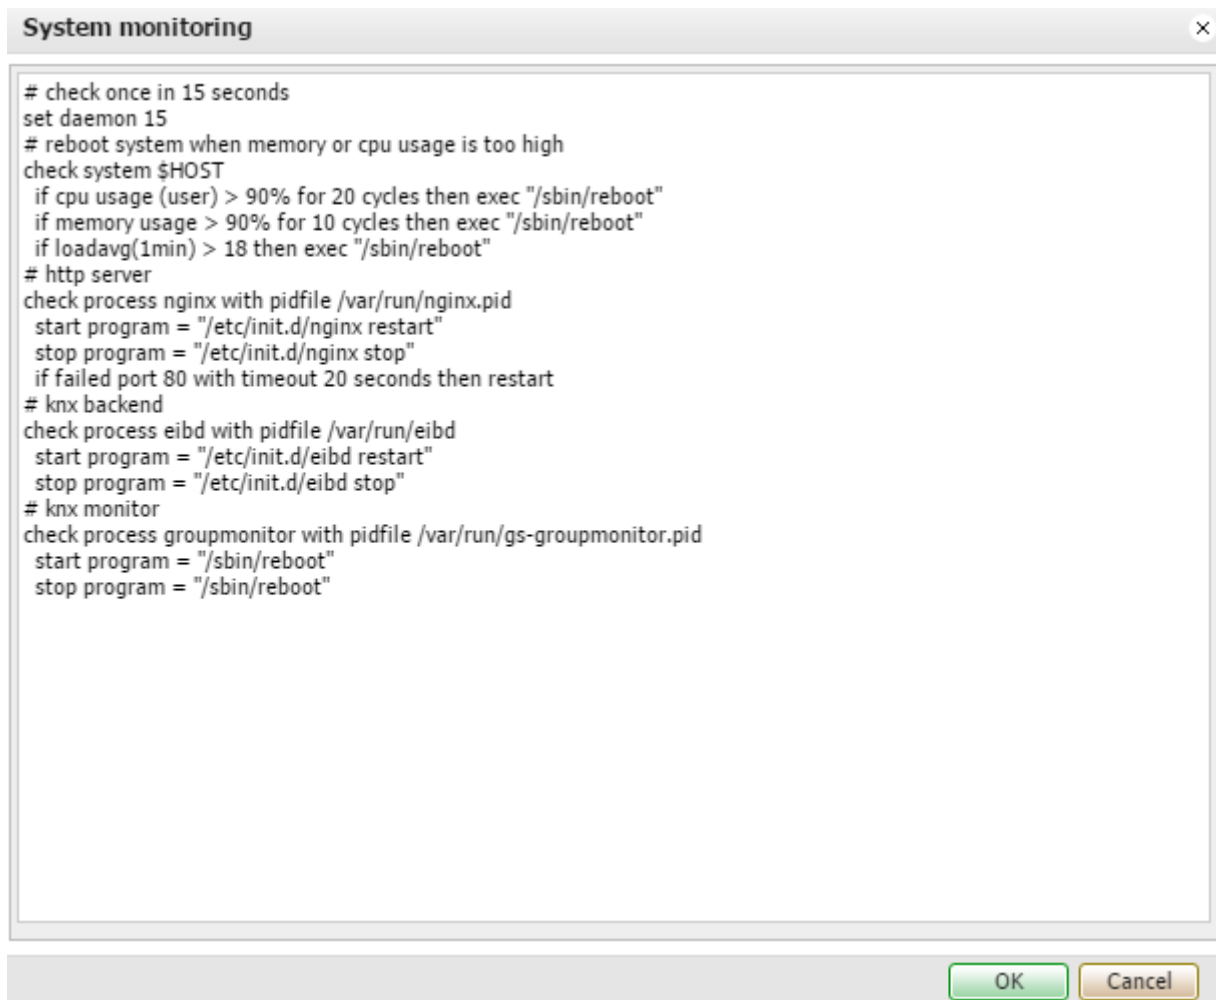 System monitoring
# check once in 15 seconds
set daemon 15
# reboot system when memory or cpu usage is too high
check system $HOST
if cpu usage (user) > 90% for 20 cycles then exec "/sbin/reboot"
if memory usage > 90% for 10 cycles then exec "/sbin/reboot"
if loadavg(1min) > 18 then exec "/sbin/reboot"
# http server
check process nginx with pidfile /var/run/nginx.pid
start program = "/etc/init.d/nginx restart"
stop program = "/etc/init.d/nginx stop"
if failed port 80 with timeout 20 seconds then restart
# knx backend
check process eibd with pidfile /var/run/eibd
start program = "/etc/init.d/eibd restart"
stop program = "/etc/init.d/eibd stop"
# knx monitor
check process groupmonitor with pidfile /var/run/gs-groupmonitor.pid
start program = "/sbin/reboot"
stop program = "/sbin/reboot"
OK Cancel